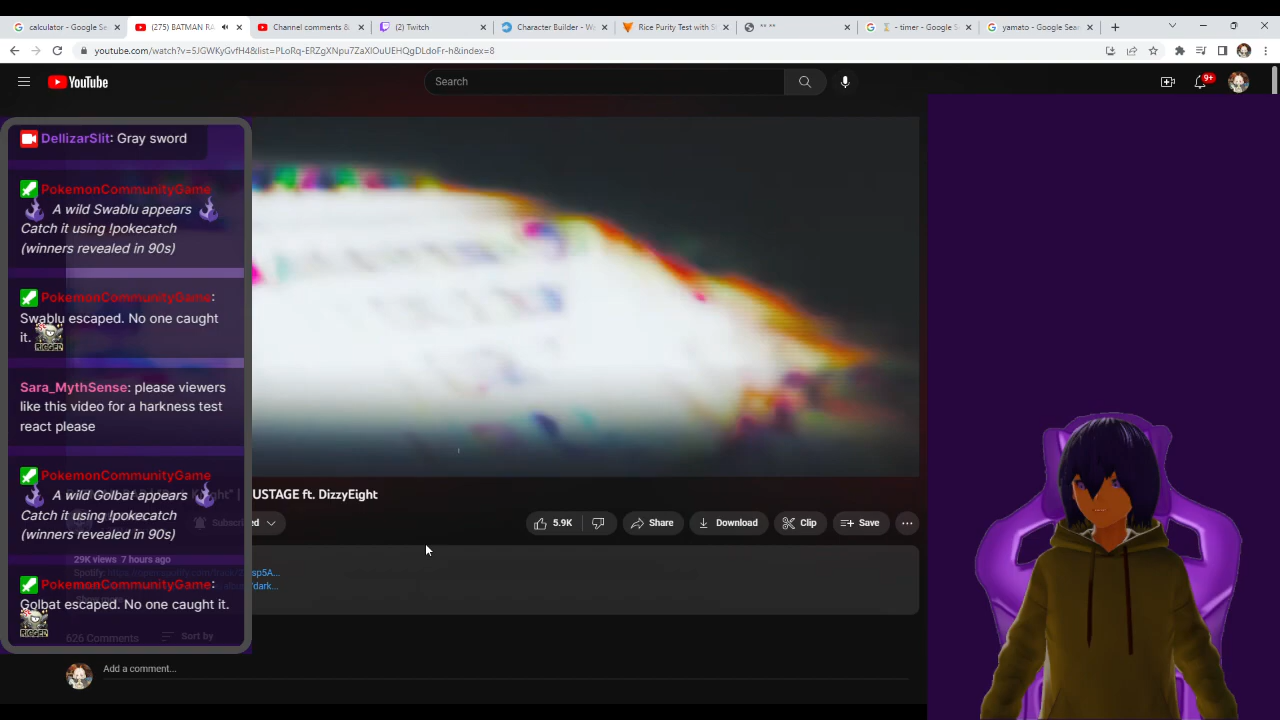 calculator - Google Se
(275) BATMAN RA
Channel comments &
(2) Twitch
Character Builder - W
Rice Purity Test with S
** **
- timer - Google S
yamato - Google Sea
youtube.com/watch?v=5JGWKyGvfH4&list=PLoRq-ERZgXNpu7ZaXlOuUEHQgDLdoFr-h&index=8
YouTube
Search
9+
DellizarSlit: Gray sword
PokemonCommunityGame
A wild Swablu appears
Catch it using !pokecatch
(winners revealed in 90s)
PokemonCommunityGame:
Swablu escaped. No one caught
it.
Sara_MythSense: please viewers
like this video for a harkness test
react please
PokemonCommunityGame
A wild Golbat appears
Catch it using !pokecatch
(winners revealed in 90s)
PokemonCommunityGame:
Golbat escaped. No one caught it.
USTAGE ft. DizzyEight
Subscribed
5.9K
Share
Download
Clip
Save
29K views 7 hours ago
sp5A...
/dark...
626 Comments
Sort by
Add a comment...